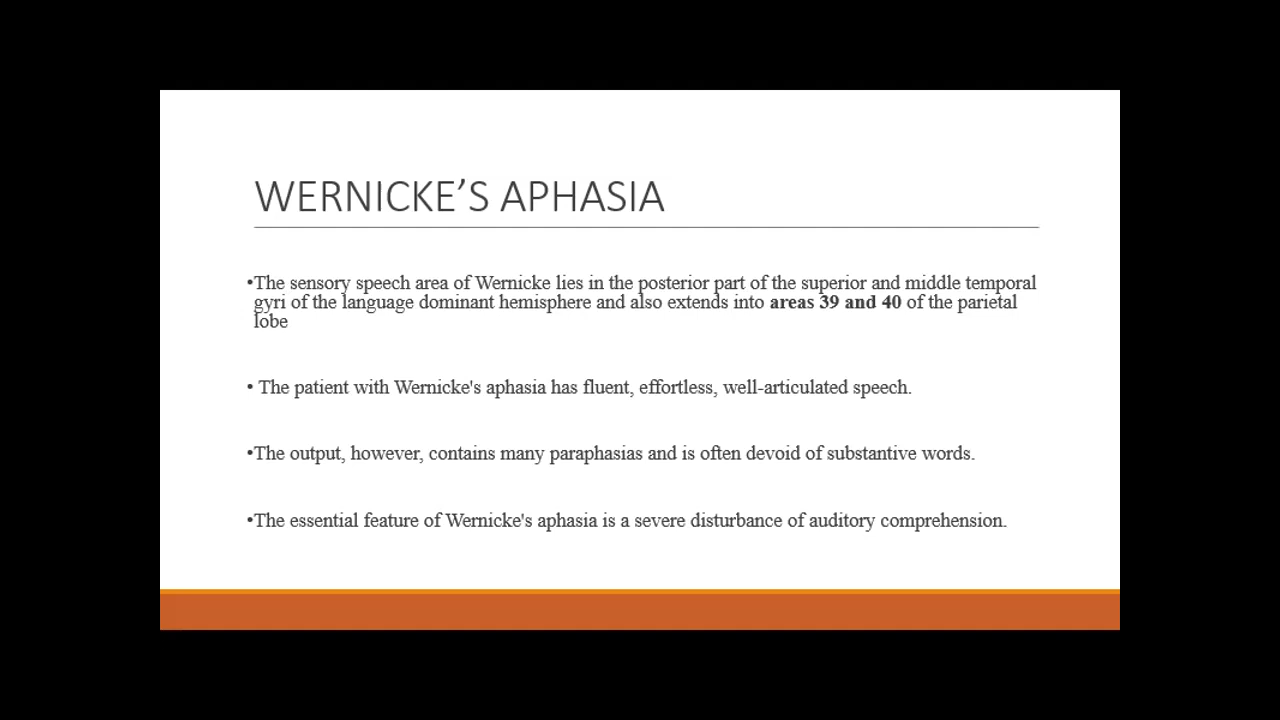 WERNICKE’S APHASIA
•The sensory speech area of Wernicke lies in the posterior part of the superior and middle temporal
gyri of the language dominant hemisphere and also extends into areas 39 and 40 of the parietal
lobe
• The patient with Wernicke's aphasia has fluent, effortless, well-articulated speech.
•The output, however, contains many paraphasias and is often devoid of substantive words.
•The essential feature of Wernicke's aphasia is a severe disturbance of auditory comprehension.